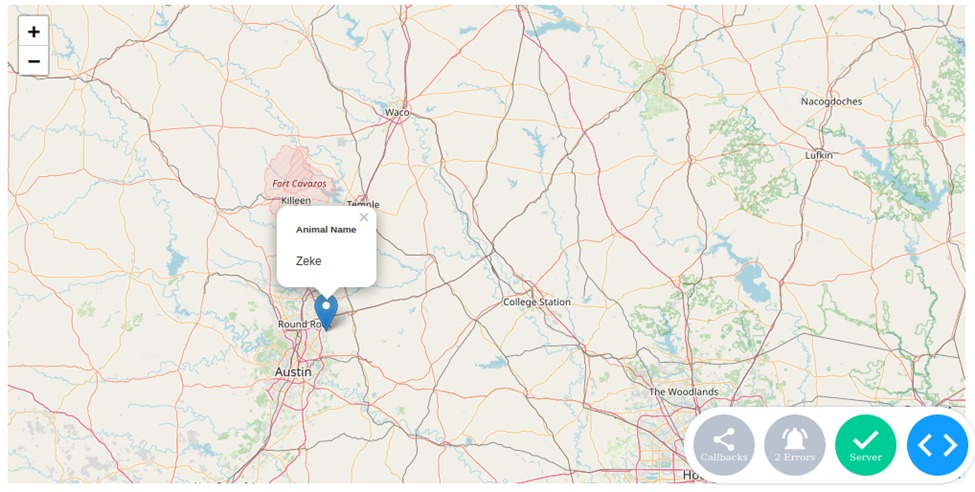 +
−
Waco
Nacogdoches
Lufkin
Fort Cavazos
Killeen
Temple
×
Animal Name
Zeke
College Station
Round Ro
Austin
The Woodlands
Callbacks
2 Errors
Server
Ho